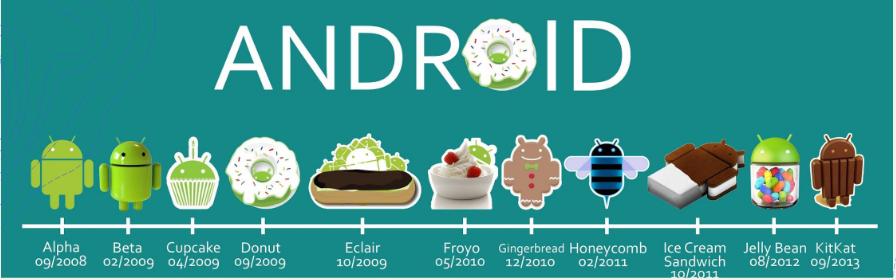 ANDROID
Alpha
09/2008
Beta
02/2009
Cupcake
04/2009
Donut
09/2009
Eclair
10/2009
Froyo
05/2010
Gingerbread
12/2010
Honeycomb
02/2011
Ice Cream
Sandwich
10/2011
Jelly Bean
08/2012
KitKat
09/2013